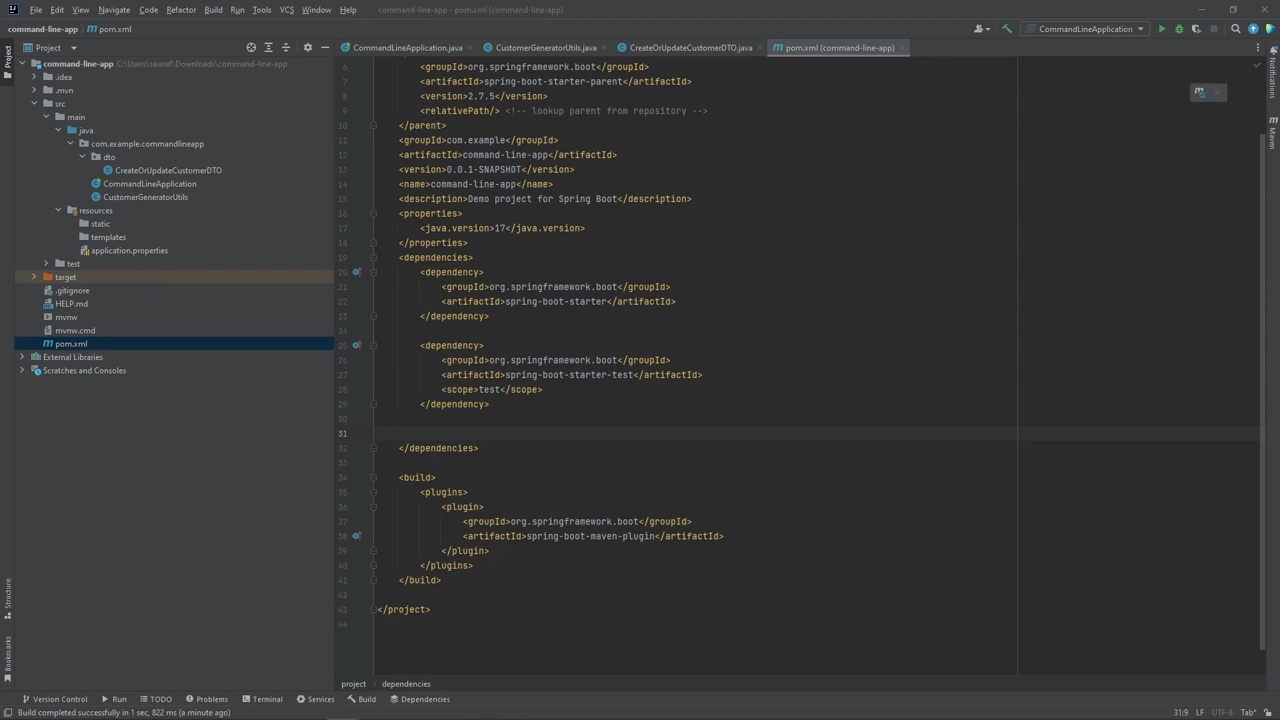 File Edit View Navigate Code Refactor Build Run Tools VCS Window Help command-line-app - pom.xml
command-line-app pom.xml CommandLineApplication
Project CommandLineApplication.java CustomerGeneratorUtils.java CreateOrUpdateCustomerDTO.java pom.xml (command-line-app)
Project
Structure
Bookmarks
command-line-app C:\Users\sawraf\Downloads\command-line-app
.idea
.mvn
src
main
java
com.example.commandlineapp
dto
CreateOrUpdateCustomerDTO
CommandLineApplication
CustomerGeneratorUtils
resources
static
templates
application.properties
test
target
.gitignore
HELP.md
mvnw
mvnw.cmd
pom.xml
External Libraries
Scratches and Consoles
6 <groupId>org.springframework.boot</groupId>
7 <artifactId>spring-boot-starter-parent</artifactId>
8 <version>2.7.5</version>
9 <relativePath/> <!-- lookup parent from repository -->
10 </parent>
11 <groupId>com.example</groupId>
12 <artifactId>command-line-app</artifactId>
13 <version>0.0.1-SNAPSHOT</version>
14 <name>command-line-app</name>
15 <description>Demo project for Spring Boot</description>
16 <properties>
17 <java.version>17</java.version>
18 </properties>
19 <dependencies>
20 <dependency>
21 <groupId>org.springframework.boot</groupId>
22 <artifactId>spring-boot-starter</artifactId>
23 </dependency>
24
25 <dependency>
26 <groupId>org.springframework.boot</groupId>
27 <artifactId>spring-boot-starter-test</artifactId>
28 <scope>test</scope>
29 </dependency>
30
31
32 </dependencies>
33
34 <build>
35 <plugins>
36 <plugin>
37 <groupId>org.springframework.boot</groupId>
38 <artifactId>spring-boot-maven-plugin</artifactId>
39 </plugin>
40 </plugins>
41 </build>
42
43 </project>
44
Notifications
Maven
project dependencies
Version Control Run TODO Problems Terminal Services Build Dependencies
Build completed successfully in 1 sec, 822 ms (a minute ago) 31:9 LF UTF-8 Tab*